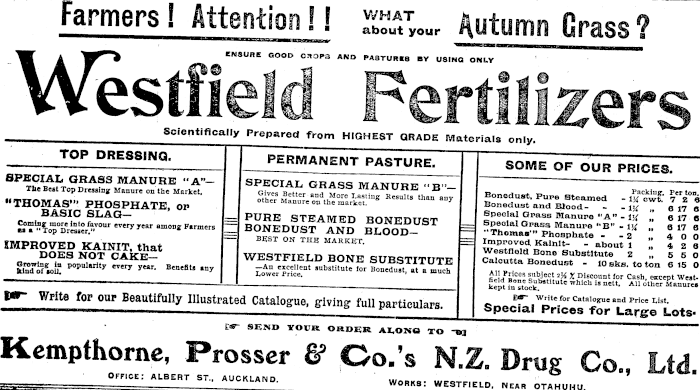 Farmers! Attention!! WHAT about your Autumn Grass?
ENSURE GOOD CROPS AND PASTURES BY USING ONLY
Westfield Fertilizers
Scientifically Prepared from HIGHEST GRADE Materials only.
TOP DRESSING.
SPECIAL GRASS MANURE "A"—
The Best Top Dressing Manure on the Market.
"THOMAS" PHOSPHATE, or
BASIC SLAG—
Coming more into favour every year among Farmers
as a "Top Dresser."
IMPROVED KAINIT, that
DOES NOT CAKE—
Growing in popularity every year. Benefits any
kind of soil.
PERMANENT PASTURE.
SPECIAL GRASS MANURE "B"—
Gives Better and More Lasting Results than any
other Manure on the market.
PURE STEAMED BONEDUST
BONEDUST AND BLOOD—
BEST ON THE MARKET.
WESTFIELD BONE SUBSTITUTE
—An excellent substitute for Bonedust, at a much
Lower Price.
SOME OF OUR PRICES.
Packing. Per ton.
Bonedust, Pure Steamed - 1¼ cwt. 7 2 6
Bonedust and Blood- - - 1¼ „ 6 17 6
Special Grass Manure "A" - 1¼ „ 6 17 6
Special Grass Manure "B" - 1¼ „ 6 17 6
"Thomas" Phosphate - - 2 „ 4 0 0
Improved Kainit- - about 1 „ 4 2 6
Westfield Bone Substitute 2 „ 5 5 0
Calcutta Bonedust - 10 sks. to ton 6 15 0
All Prices subject 2½ % Discount for Cash, except West-
field Bone Substitute which is nett. All other Manures
kept in stock.
Write for Catalogue and Price List.
Special Prices for Large Lots.
Write for our Beautifully Illustrated Catalogue, giving full particulars.
SEND YOUR ORDER ALONG TO
Kempthorne, Prosser & Co.'s N.Z. Drug Co., Ltd.
OFFICE: ALBERT ST., AUCKLAND. WORKS: WESTFIELD, NEAR OTAHUHU.